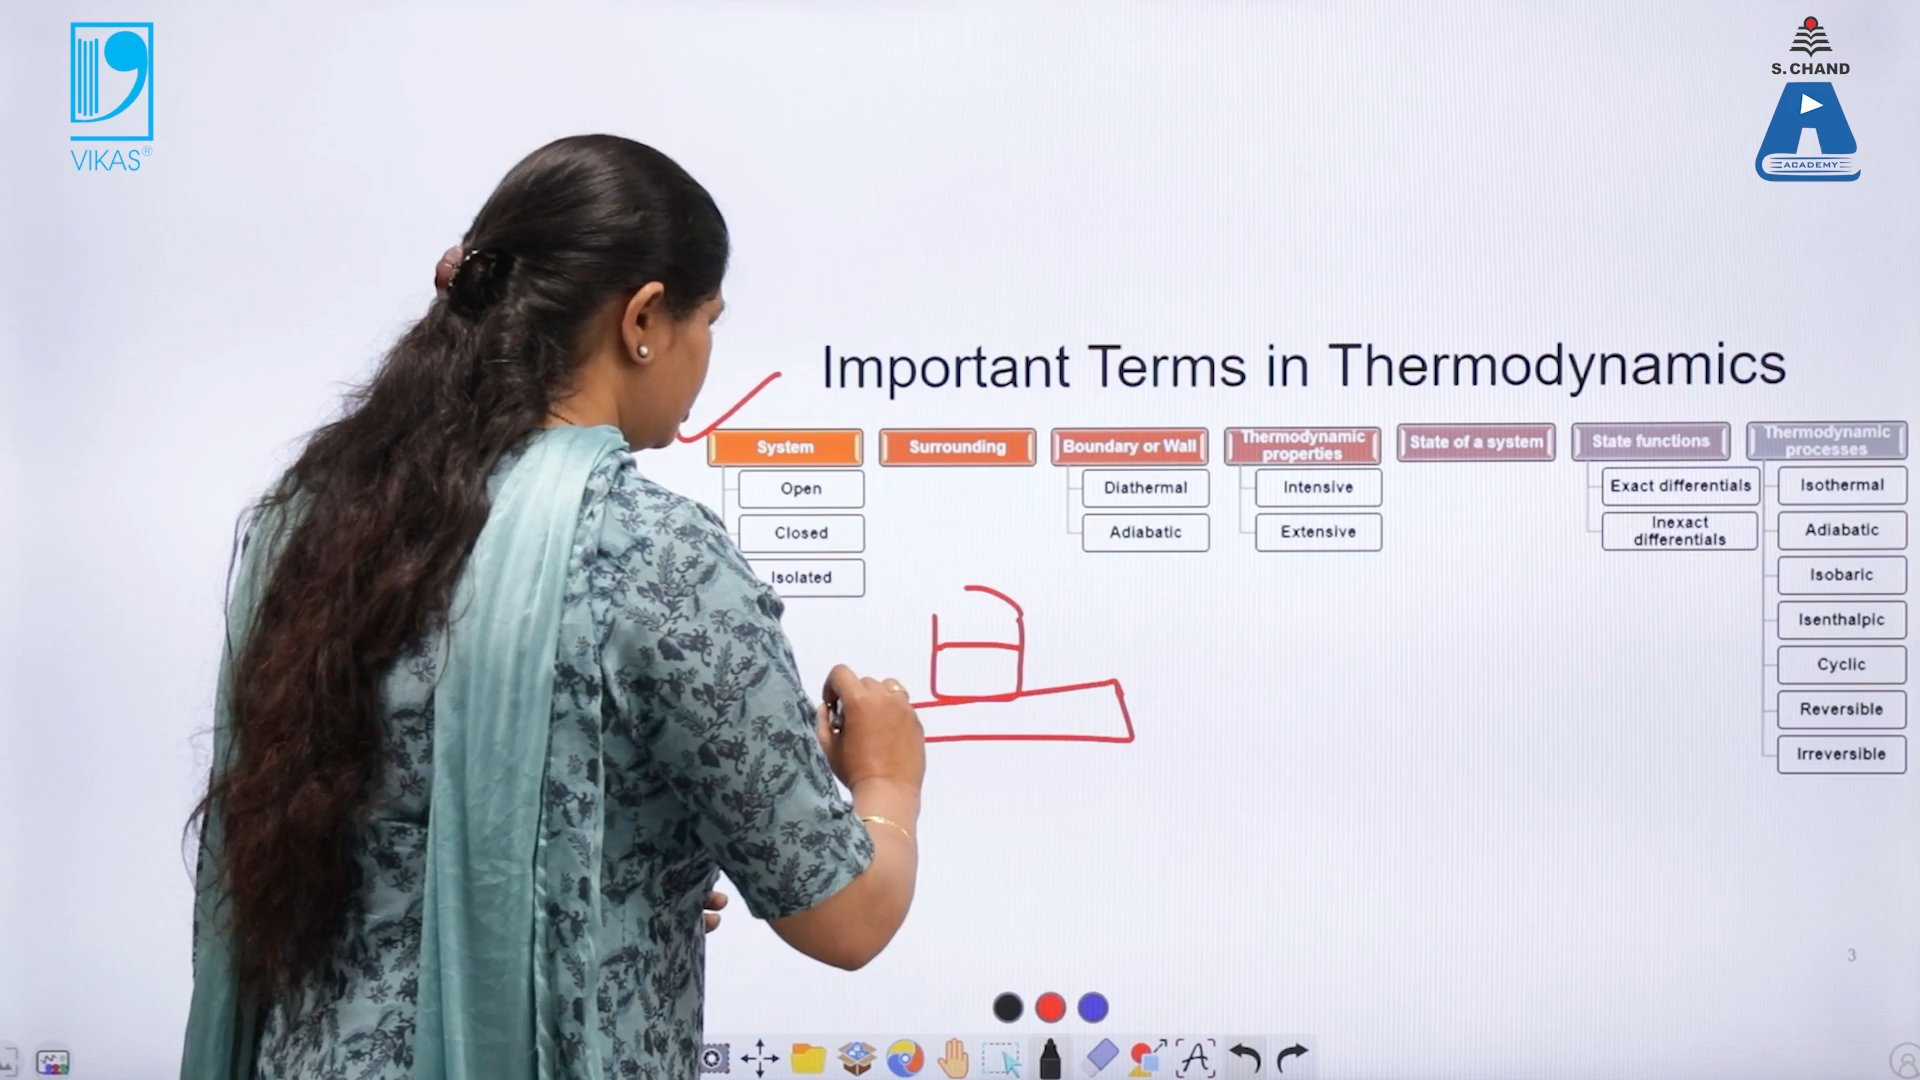 VIKAS®
S. CHAND
ACADEMY
Important Terms in Thermodynamics
System
Open
Closed
Isolated
Surrounding
Boundary or Wall
Diathermal
Adiabatic
Thermodynamic
properties
Intensive
Extensive
State of a system
State functions
Exact differentials
Inexact
differentials
Thermodynamic
processes
Isothermal
Adiabatic
Isobaric
Isenthalpic
Cyclic
Reversible
Irreversible
3
A